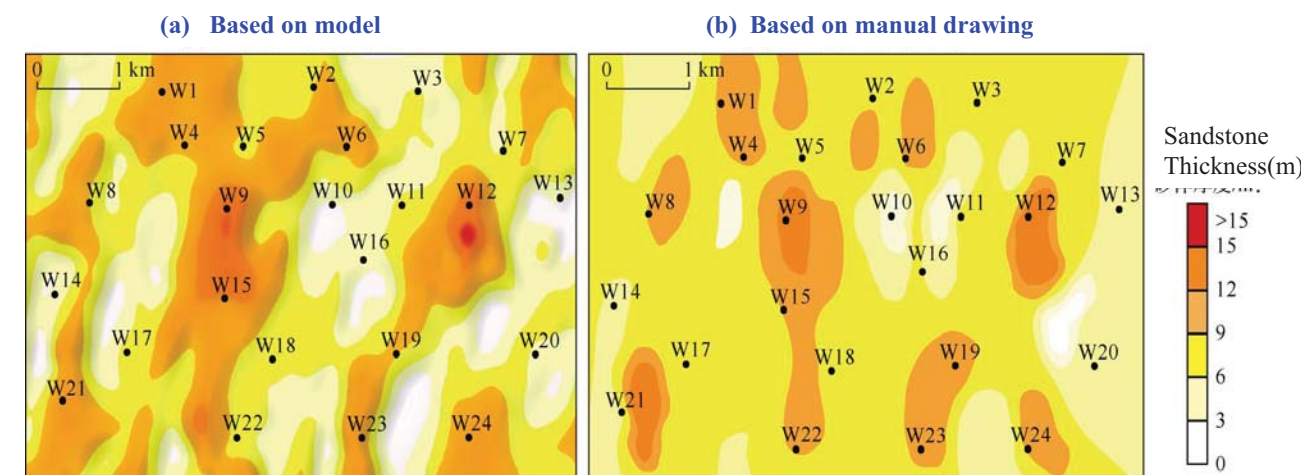 (a) Based on model
(b) Based on manual drawing
0 1 km
W1
W2
W3
W4
W5
W6
W7
W8
W9
W10
W11
W12
W13
W14
W15
W16
W17
W18
W19
W20
W21
W22
W23
W24
0 1 km
W1
W2
W3
W4
W5
W6
W7
W8
W9
W10
W11
W12
W13
W14
W15
W16
W17
W18
W19
W20
W21
W22
W23
W24
Sandstone
Thickness(m)
>15
15
12
9
6
3
0